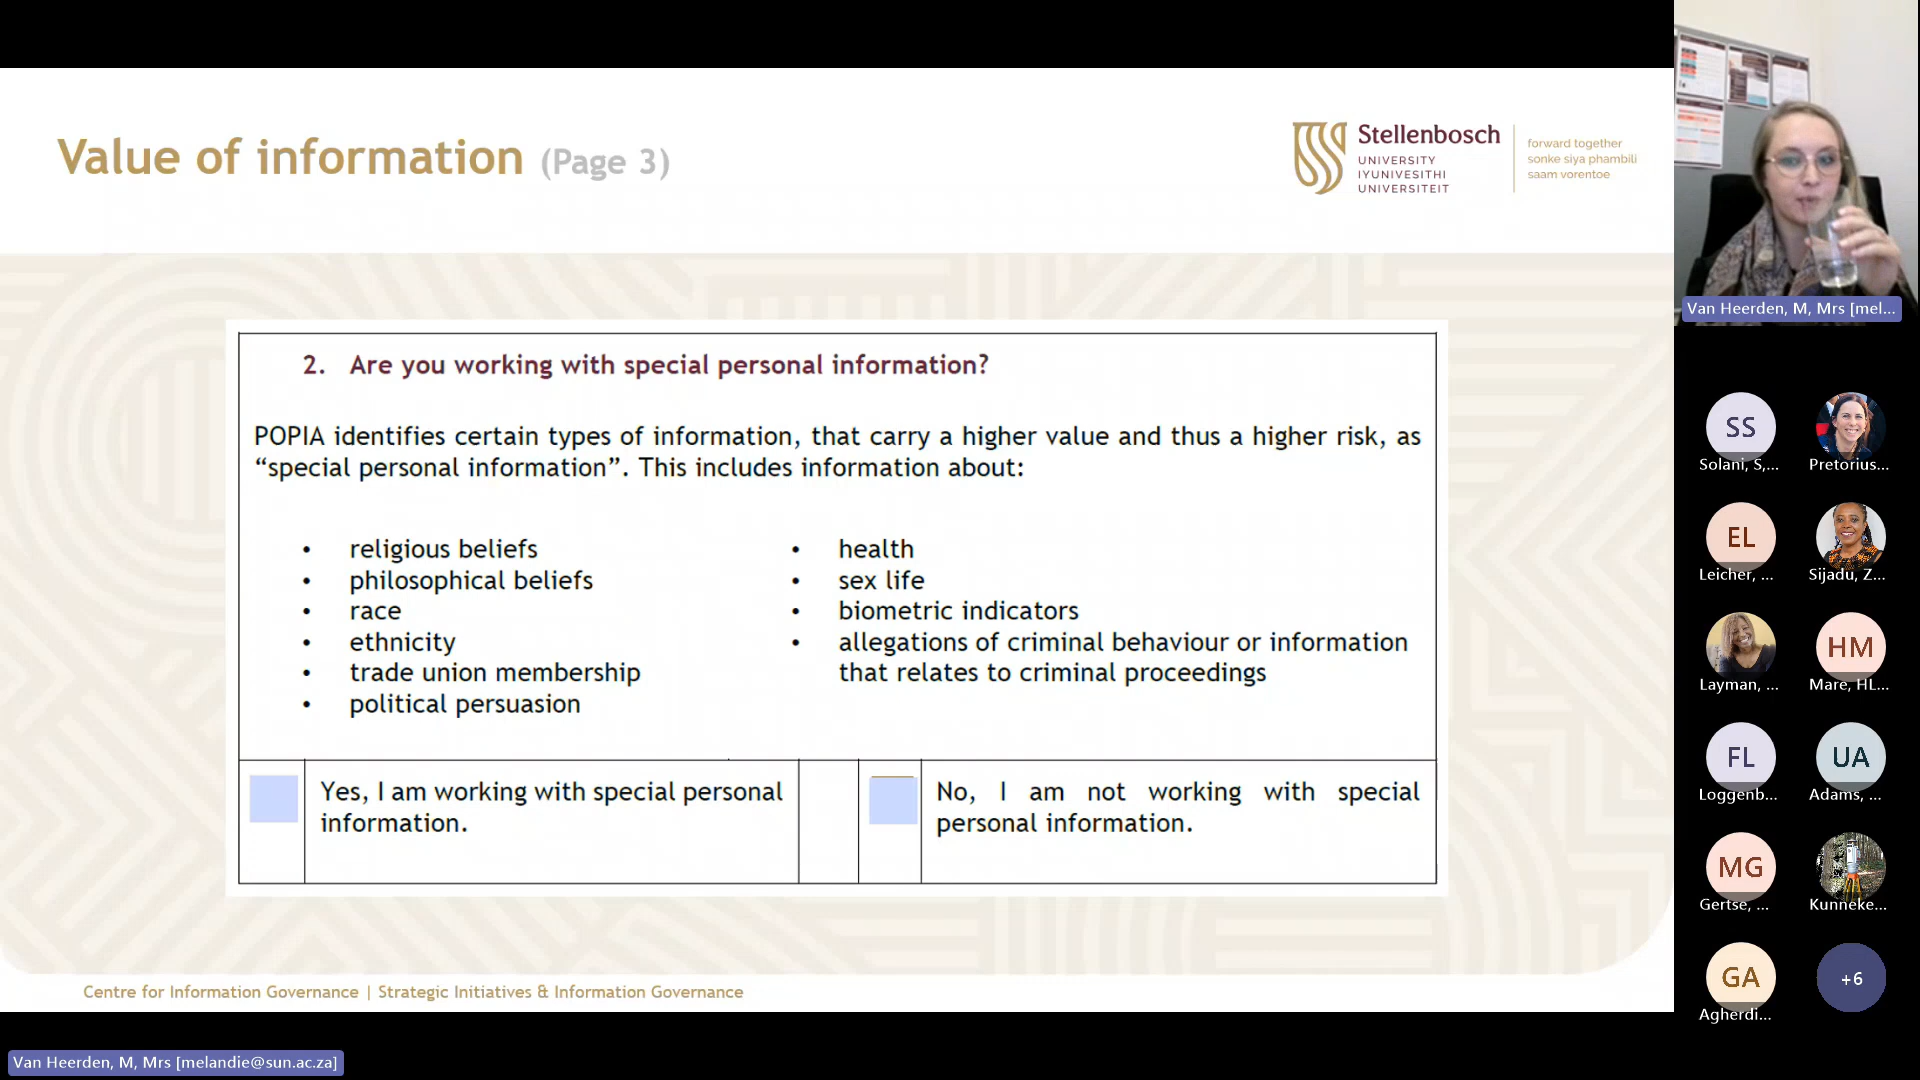 Value of information (Page 3)
Stellenbosch
UNIVERSITY
IYUNIVESITHI
UNIVERSITEIT
forward together
sonke siya phambili
saam vorentoe
2. Are you working with special personal information?
POPIA identifies certain types of information, that carry a higher value and thus a higher risk, as
“special personal information”. This includes information about:
• religious beliefs
• philosophical beliefs
• race
• ethnicity
• trade union membership
• political persuasion
• health
• sex life
• biometric indicators
• allegations of criminal behaviour or information
that relates to criminal proceedings
Yes, I am working with special personal
information.
No, I am not working with special
personal information.
Centre for Information Governance | Strategic Initiatives & Information Governance
Van Heerden, M, Mrs [melandie@sun.ac.za]
Van Heerden, M, Mrs [mel...
SS
Solani, S,...
Pretorius...
EL
Leicher, ...
Sijadu, Z...
Layman, ...
HM
Mare, HL...
FL
Loggenb...
UA
Adams, ...
MG
Gertse, ...
Kunneke...
GA
Agherdi...
+6